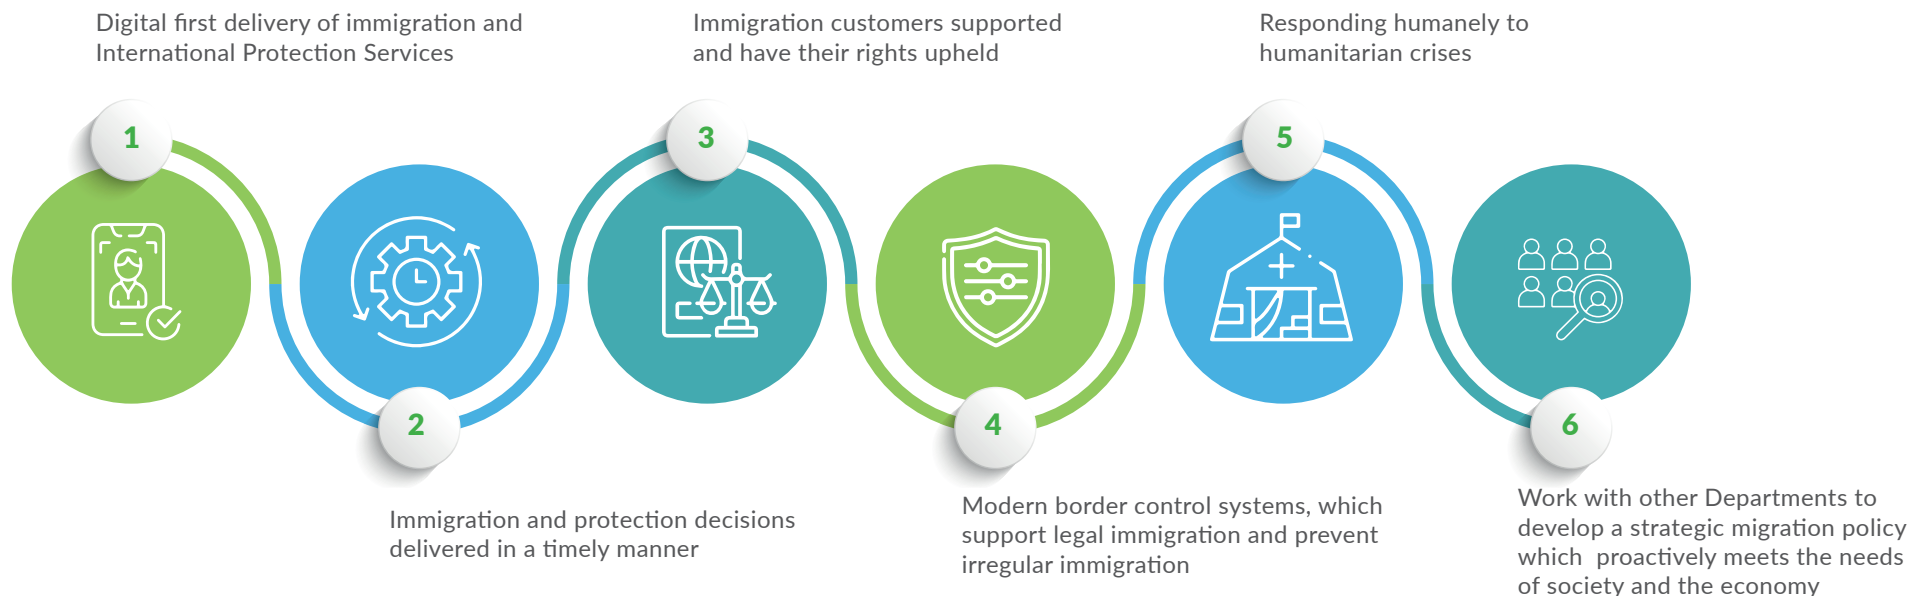 Digital first delivery of immigration and
International Protection Services
1
2
Immigration and protection decisions
delivered in a timely manner
Immigration customers supported
and have their rights upheld
3
4
Modern border control systems, which
support legal immigration and prevent
irregular immigration
Responding humanely to
humanitarian crises
5
6
Work with other Departments to
develop a strategic migration policy
which  proactively meets the needs
of society and the economy